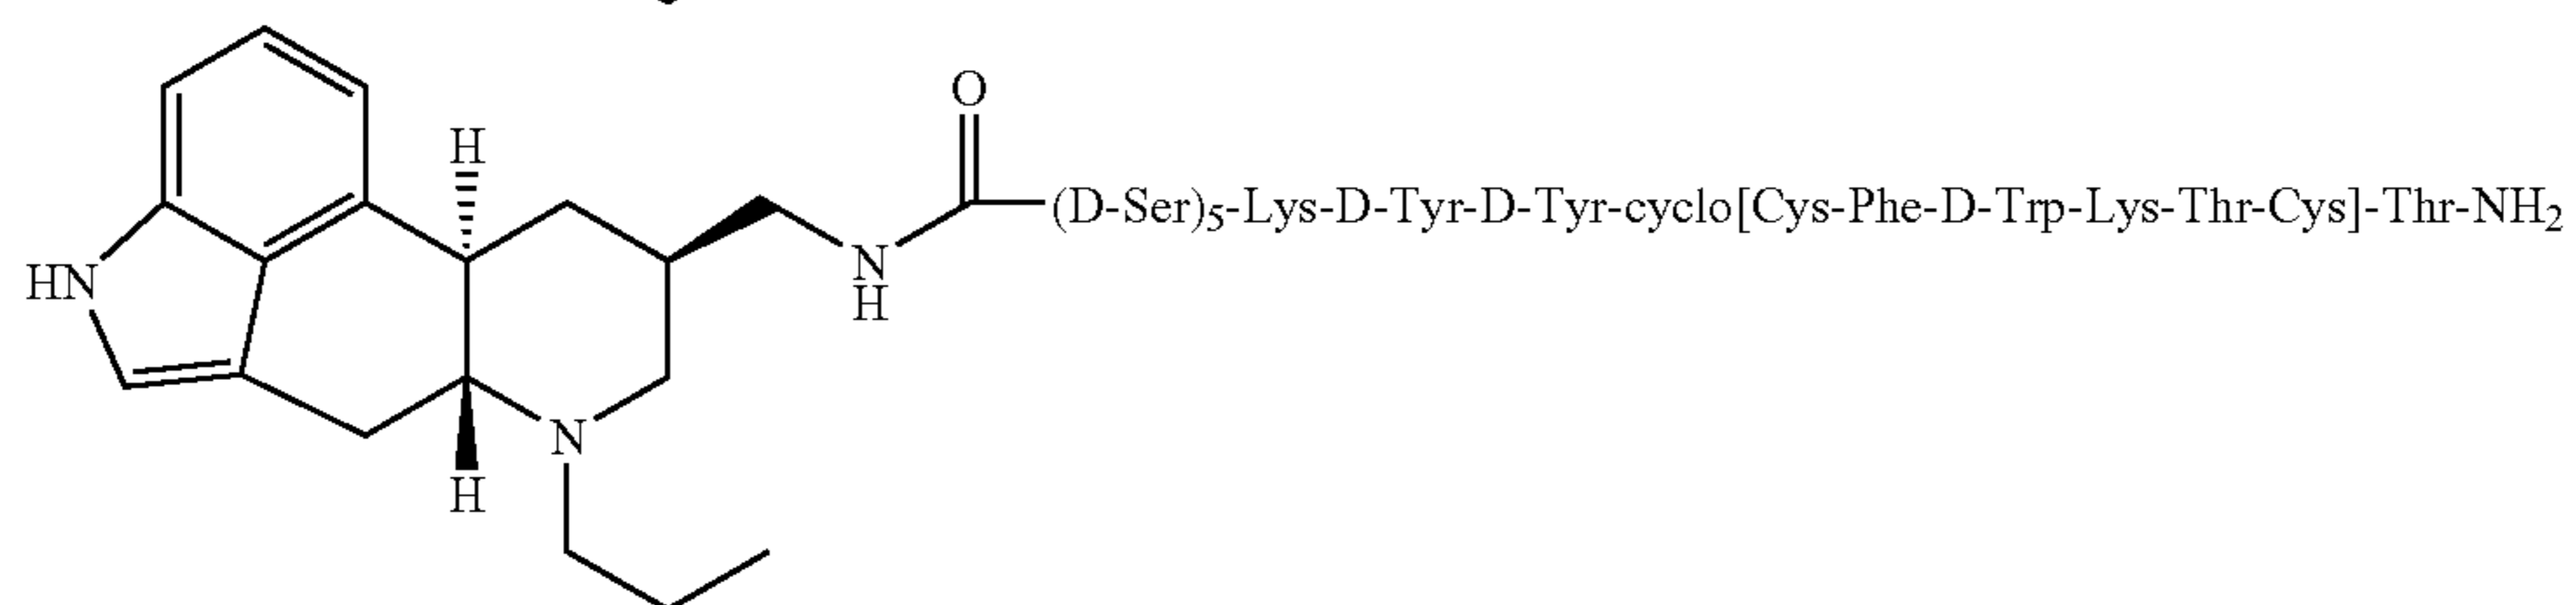 O
H
(D-Ser)5-Lys-D-Tyr-D-Tyr-cyclo[Cys-Phe-D-Trp-Lys-Thr-Cys]-Thr-NH2
N
H
HN
N
H